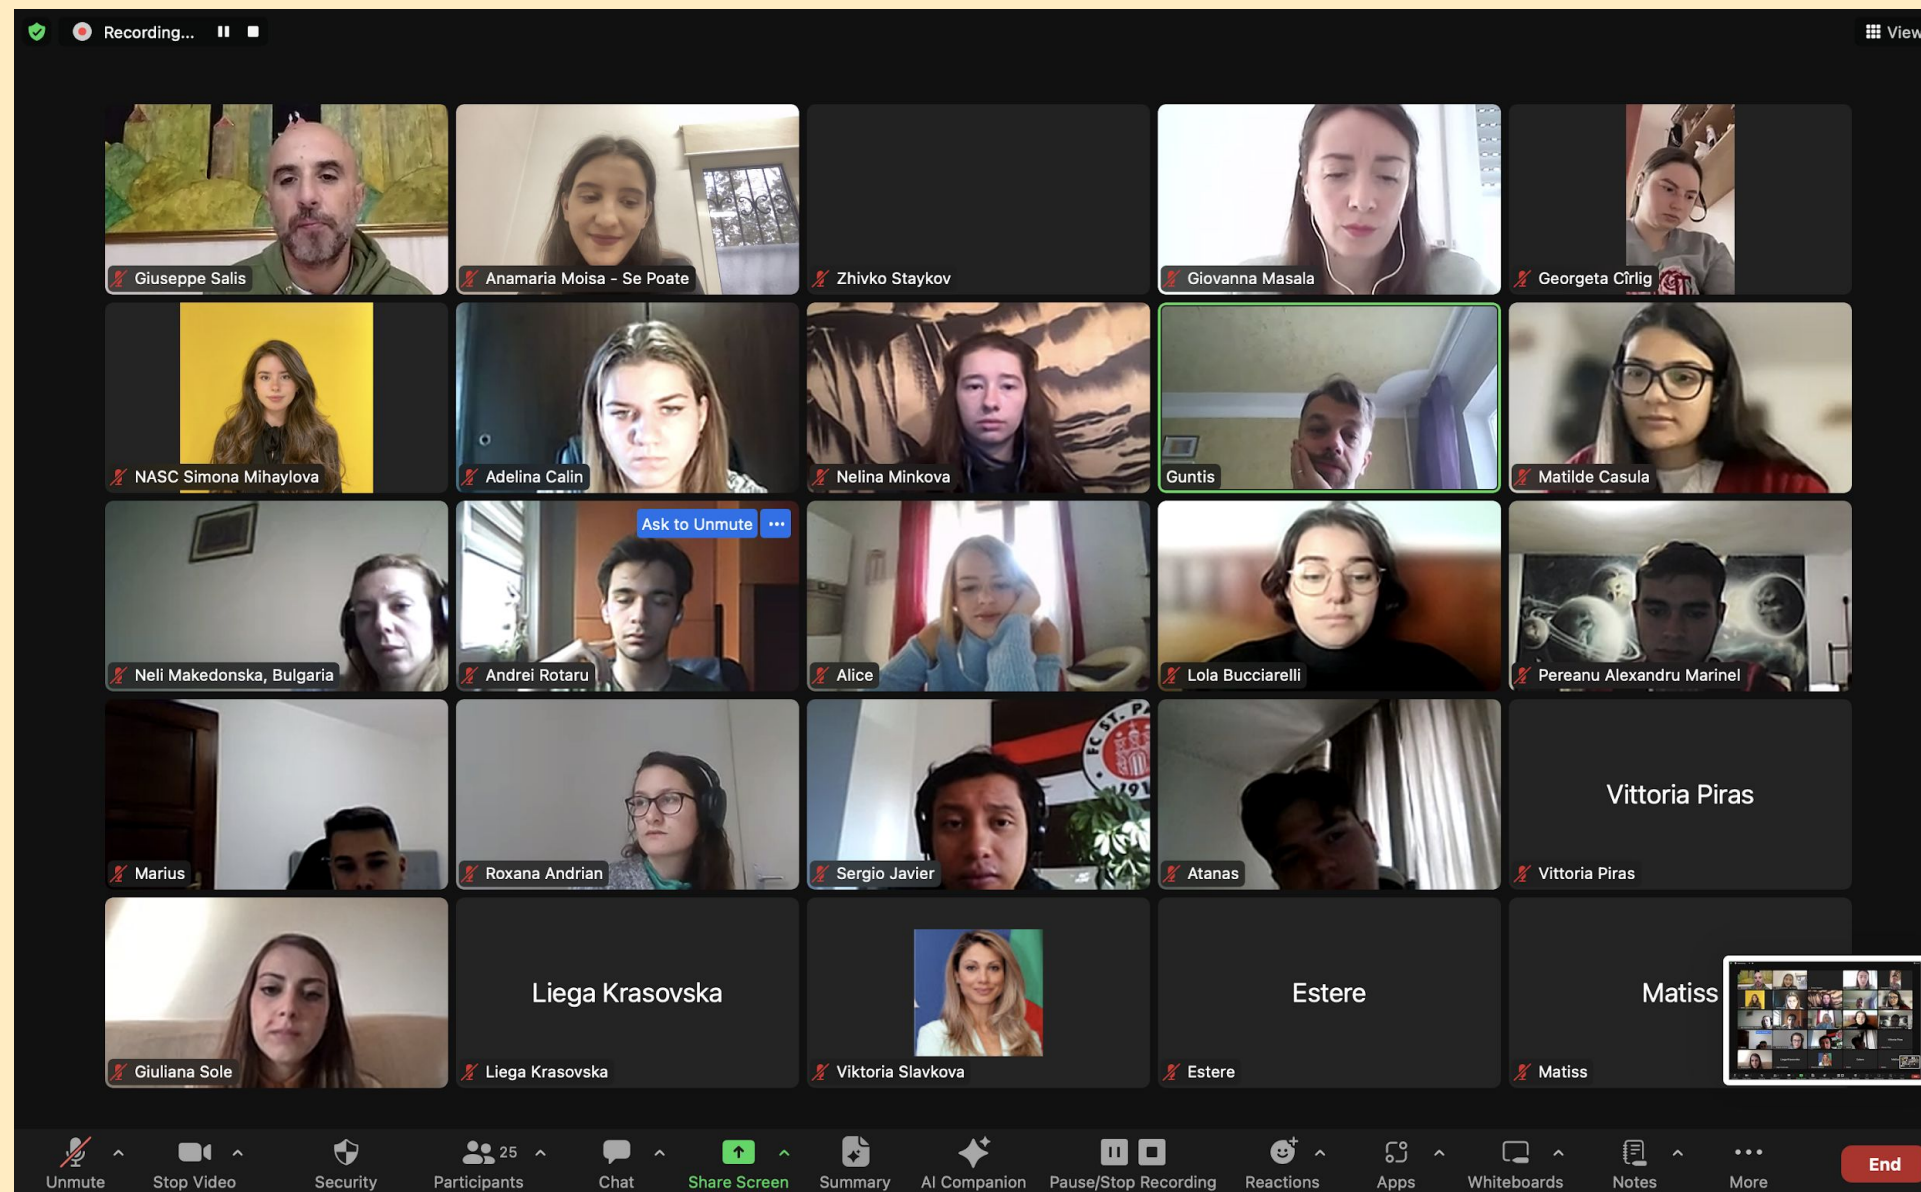 Recording...
View
Giuseppe Salis
Anamaria Moisa - Se Poate
Zhivko Staykov
Giovanna Masala
Georgeta Cîrlig
NASC Simona Mihaylova
Adelina Calin
Nelina Minkova
Guntis
Matilde Casula
Ask to Unmute
Neli Makedonska, Bulgaria
Andrei Rotaru
Alice
Lola Bucciarelli
Pereanu Alexandru Marinel
FC ST. P
191
Vittoria Piras
Marius
Roxana Andrian
Sergio Javier
Atanas
Vittoria Piras
Liega Krasovska
Estere
Matiss
Giuliana Sole
Liega Krasovska
Viktoria Slavkova
Estere
Matiss
25
Unmute
Stop Video
Security
Participants
Chat
Share Screen
Summary
AI Companion
Pause/Stop Recording
Reactions
Apps
Whiteboards
Notes
More
End